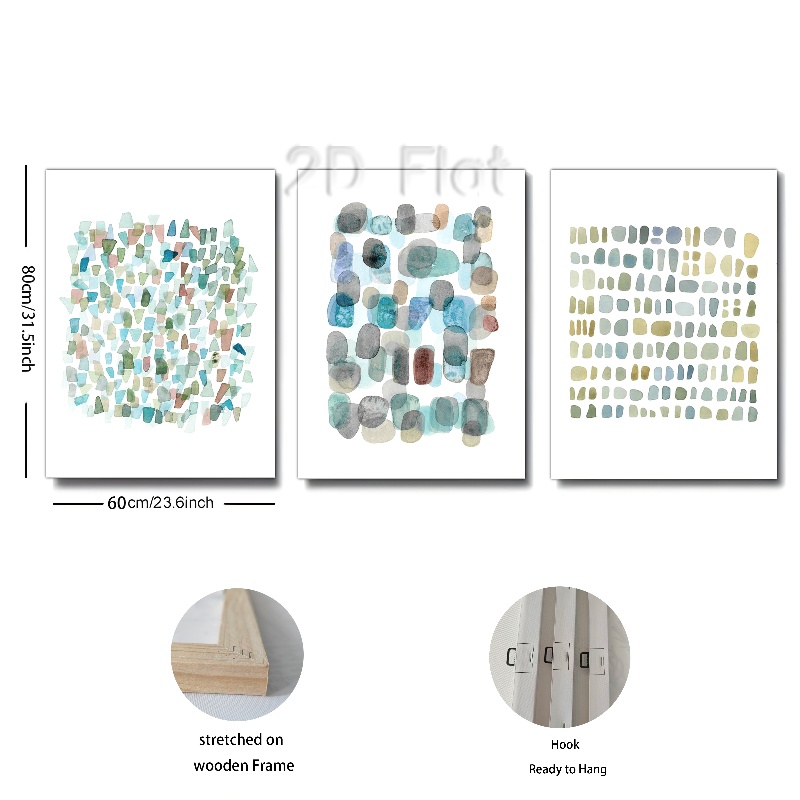 2D Flat
80cm/31.5inch
60cm/23.6inch
stretched on
wooden Frame
Hook
Ready to Hang